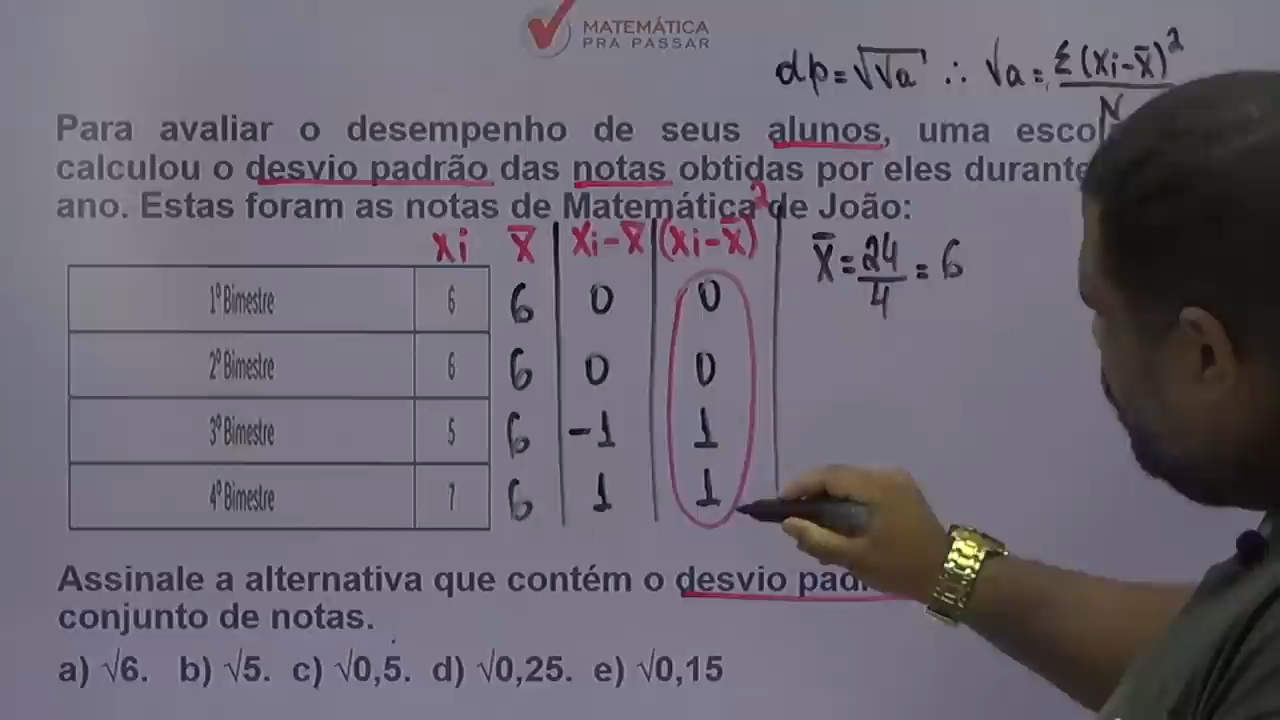 MATEMÁTICA
PRA PASSAR
dp=√Va ∴ Va=Σ(xi-x̄)²
N
Para avaliar o desempenho de seus alunos, uma
calculou o desvio padrão das notas obtidas por eles durante
ano. Estas foram as notas de Matemática de João:
xi x̄ xi-x̄ (xi-x̄)²
x̄=24/4=6
1º Bimestre 6 6 0 0
2º Bimestre 6 6 0 0
3º Bimestre 5 6 -1 1
4º Bimestre 7 6 1 1
Assinale a alternativa que contém o desvio
conjunto de notas.
a) √6. b) √5. c) √0,5. d) √0,25. e) √0,15